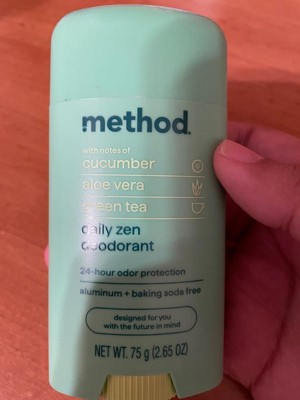 method.
with notes of
cucumber
aloe vera
green tea
daily zen
deodorant
24-hour odor protection
aluminum + baking soda free
designed for you
with the future in mind
NET WT. 75 g (2.65 OZ)